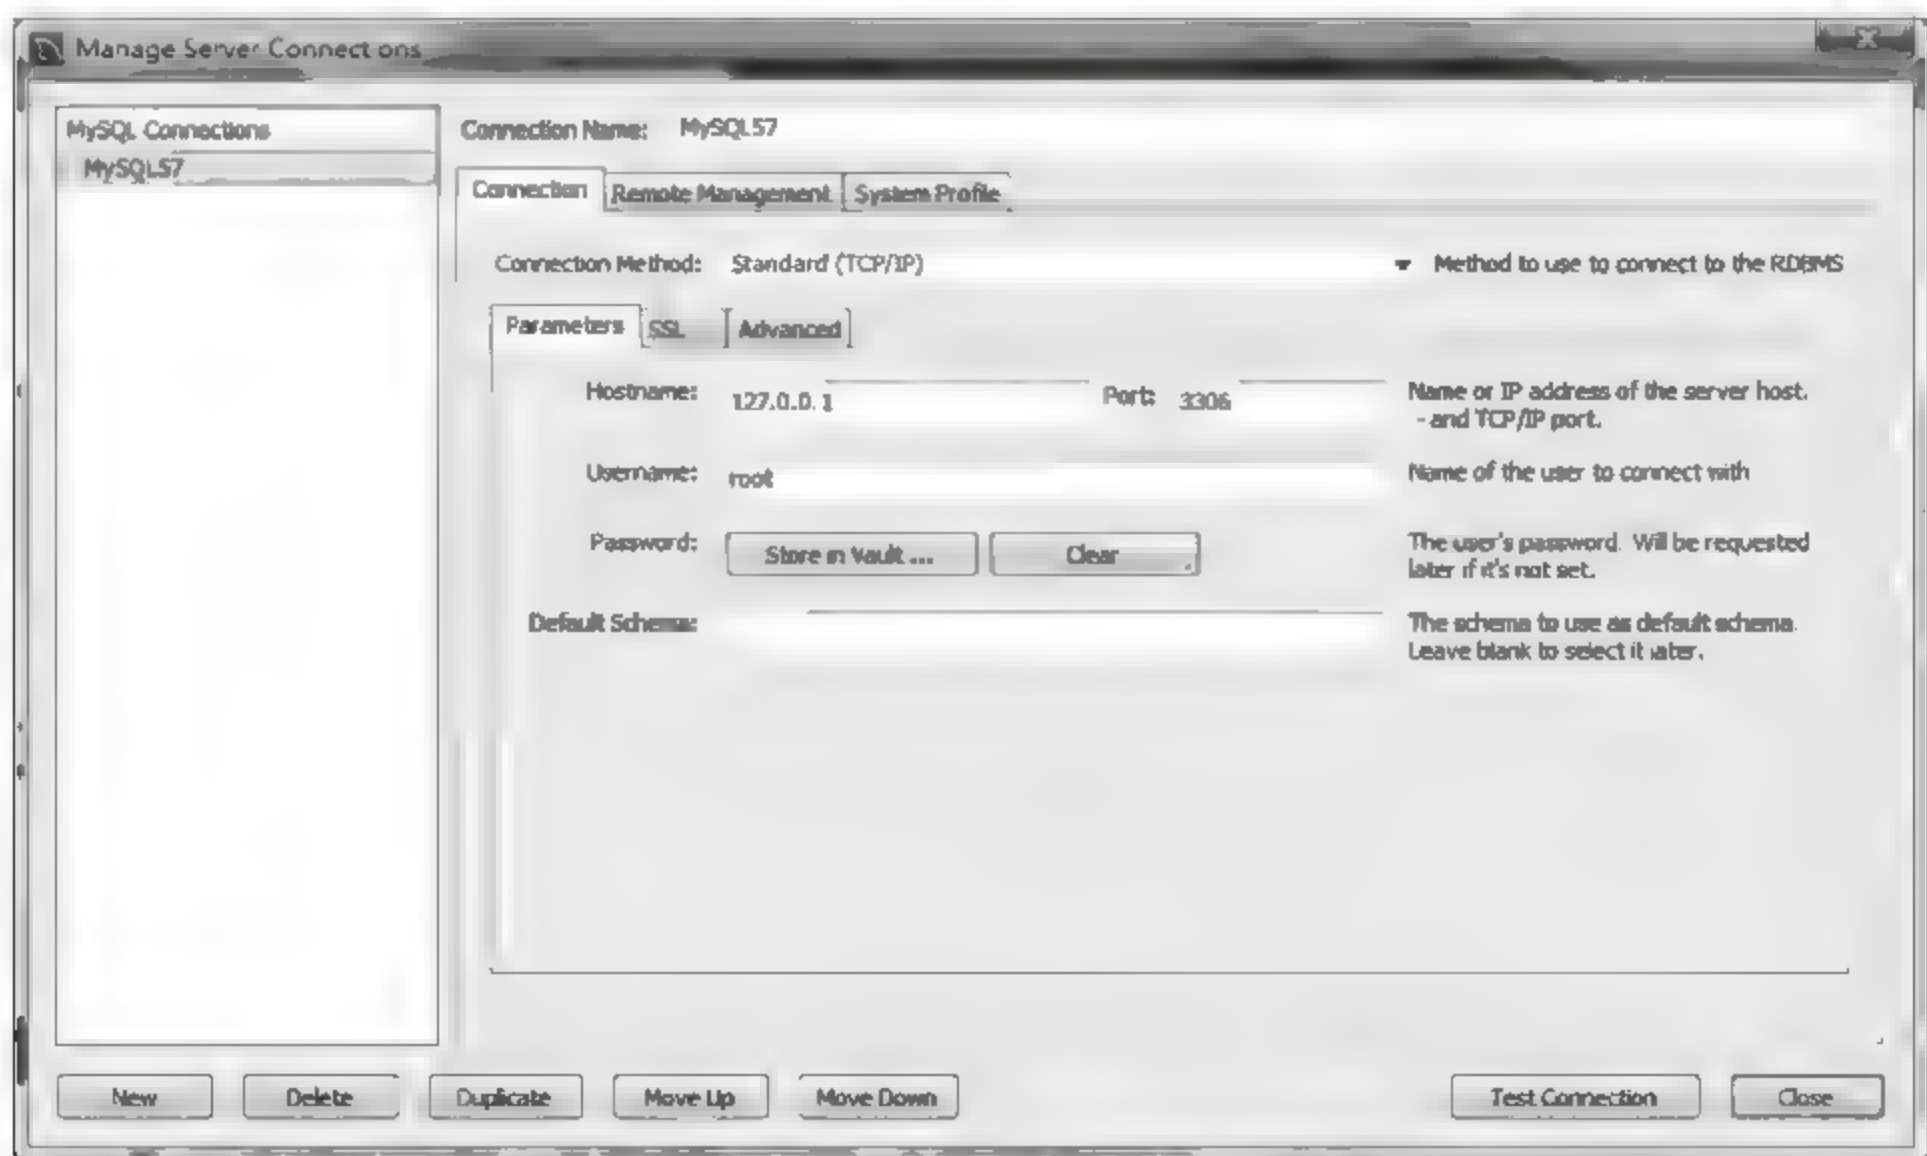 Manage Server Connections
MySQL Connections
MySQL57
Connection Name: MySQL57
Connection Remote Management System Profile
Connection Method: Standard (TCP/IP) Method to use to connect to the RDBMS
Parameters SSL Advanced
Hostname: 127.0.0.1 Port: 3306 Name or IP address of the server host.
- and TCP/IP port.
Username: root Name of the user to connect with
Password: Store in Vault ... Clear The user's password. Will be requested
later if it's not set.
Default Schema: The schema to use as default schema.
Leave blank to select it later.
New Delete Duplicate Move Up Move Down Test Connection Close